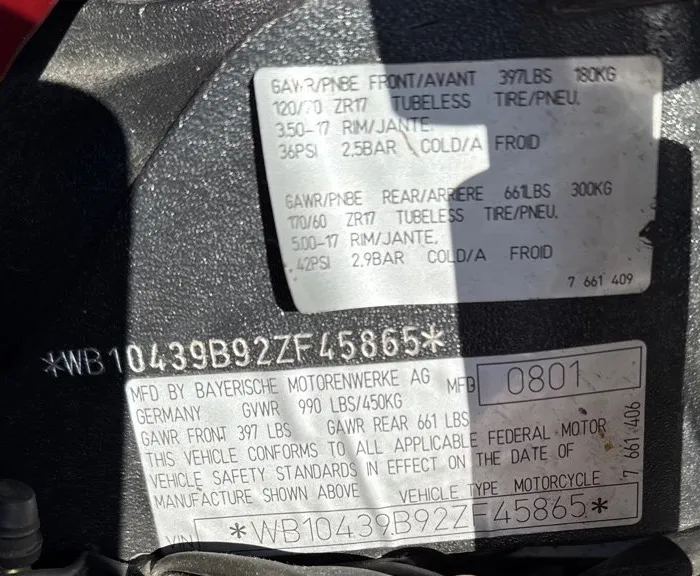 GAWR/PNBE FRONT/AVANT 397LBS 180KG
120/70 ZR17 TUBELESS TIRE/PNEU.
3.50-17 RIM/JANTE.
36PSI 2,5BAR COLD/A FROID
GAWR/PNBE REAR/ARRIERE 661LBS 300KG
170/60 ZR17 TUBELESS TIRE/PNEU.
5.00-17 RIM/JANTE.
42PSI 2,9BAR COLD/A FROID
7 661 409
*WB10439B92ZF45865*
MFD BY BAYERISCHE MOTORENWERKE AG MFD 0801
GERMANY GVWR 990 LBS/450KG
GAWR FRONT 397 LBS GAWR REAR 661 LBS
THIS VEHICLE CONFORMS TO ALL APPLICABLE FEDERAL MOTOR
VEHICLE SAFETY STANDARDS IN EFFECT ON THE DATE OF
MANUFACTURE SHOWN ABOVE VEHICLE TYPE MOTORCYCLE
7 661 406
VIN *WB10439B92ZF45865*